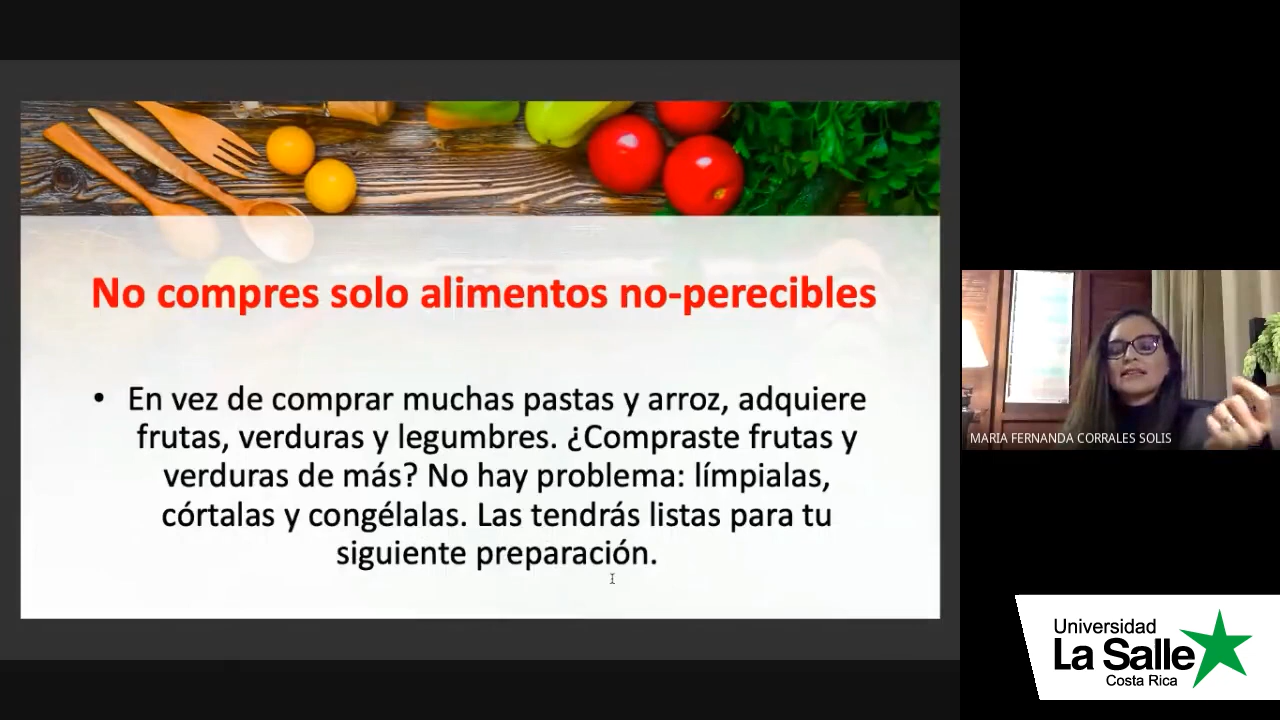 No compres solo alimentos no-perecibles
• En vez de comprar muchas pastas y arroz, adquiere
frutas, verduras y legumbres. ¿Compraste frutas y
verduras de más? No hay problema: límpialas,
córtalas y congélalas. Las tendrás listas para tu
siguiente preparación.
MARIA FERNANDA CORRALES SOLIS
Universidad
La Salle
Costa Rica